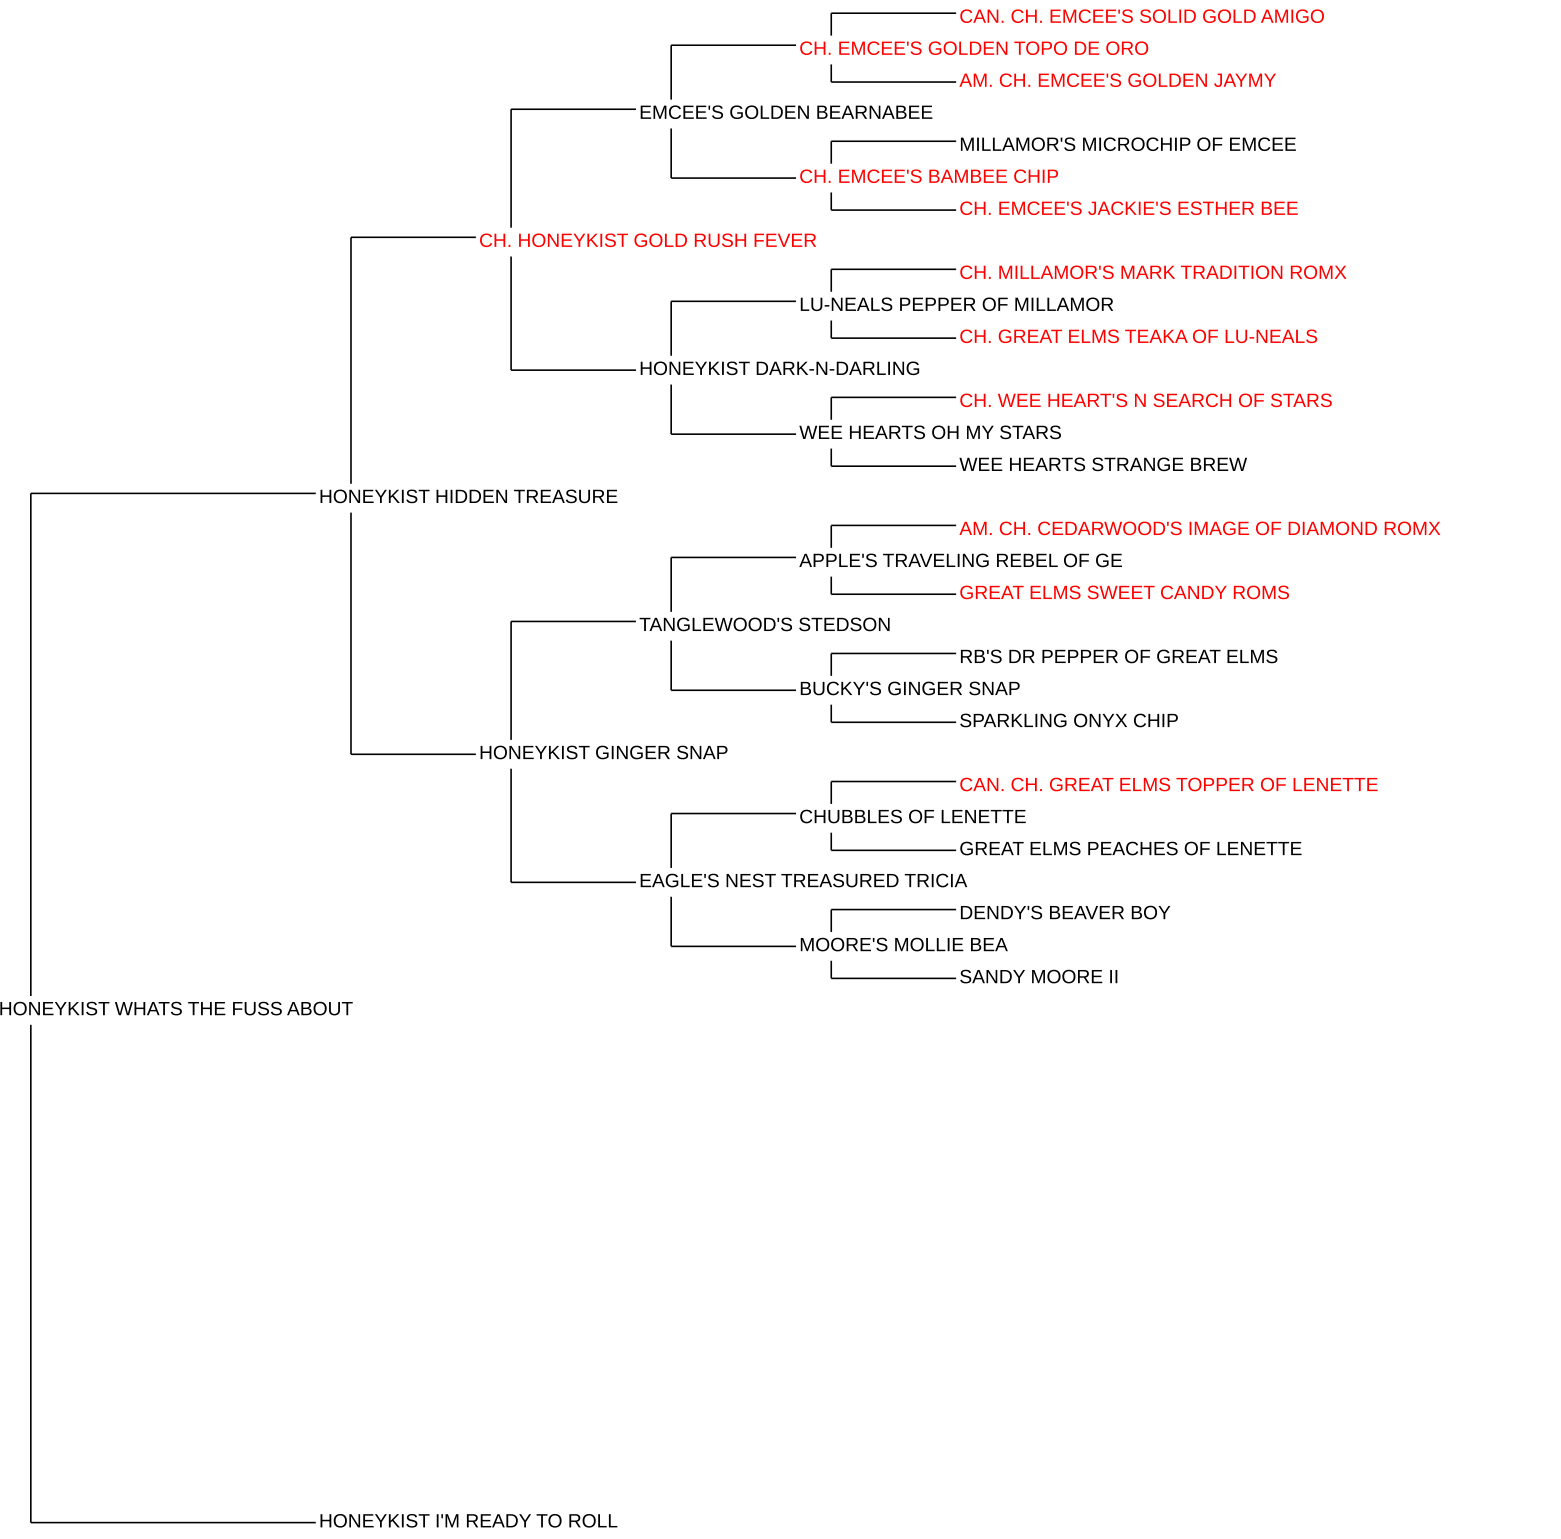 CAN. CH. EMCEE'S SOLID GOLD AMIGO
CH. EMCEE'S GOLDEN TOPO DE ORO
AM. CH. EMCEE'S GOLDEN JAYMY
EMCEE'S GOLDEN BEARNABEE
MILLAMOR'S MICROCHIP OF EMCEE
CH. EMCEE'S BAMBEE CHIP
CH. EMCEE'S JACKIE'S ESTHER BEE
CH. HONEYKIST GOLD RUSH FEVER
CH. MILLAMOR'S MARK TRADITION ROMX
LU-NEALS PEPPER OF MILLAMOR
CH. GREAT ELMS TEAKA OF LU-NEALS
HONEYKIST DARK-N-DARLING
CH. WEE HEART'S N SEARCH OF STARS
WEE HEARTS OH MY STARS
WEE HEARTS STRANGE BREW
HONEYKIST HIDDEN TREASURE
AM. CH. CEDARWOOD'S IMAGE OF DIAMOND ROMX
APPLE'S TRAVELING REBEL OF GE
GREAT ELMS SWEET CANDY ROMS
TANGLEWOOD'S STEDSON
RB'S DR PEPPER OF GREAT ELMS
BUCKY'S GINGER SNAP
SPARKLING ONYX CHIP
HONEYKIST GINGER SNAP
CAN. CH. GREAT ELMS TOPPER OF LENETTE
CHUBBLES OF LENETTE
GREAT ELMS PEACHES OF LENETTE
EAGLE'S NEST TREASURED TRICIA
DENDY'S BEAVER BOY
MOORE'S MOLLIE BEA
SANDY MOORE II
HONEYKIST WHATS THE FUSS ABOUT
HONEYKIST I'M READY TO ROLL